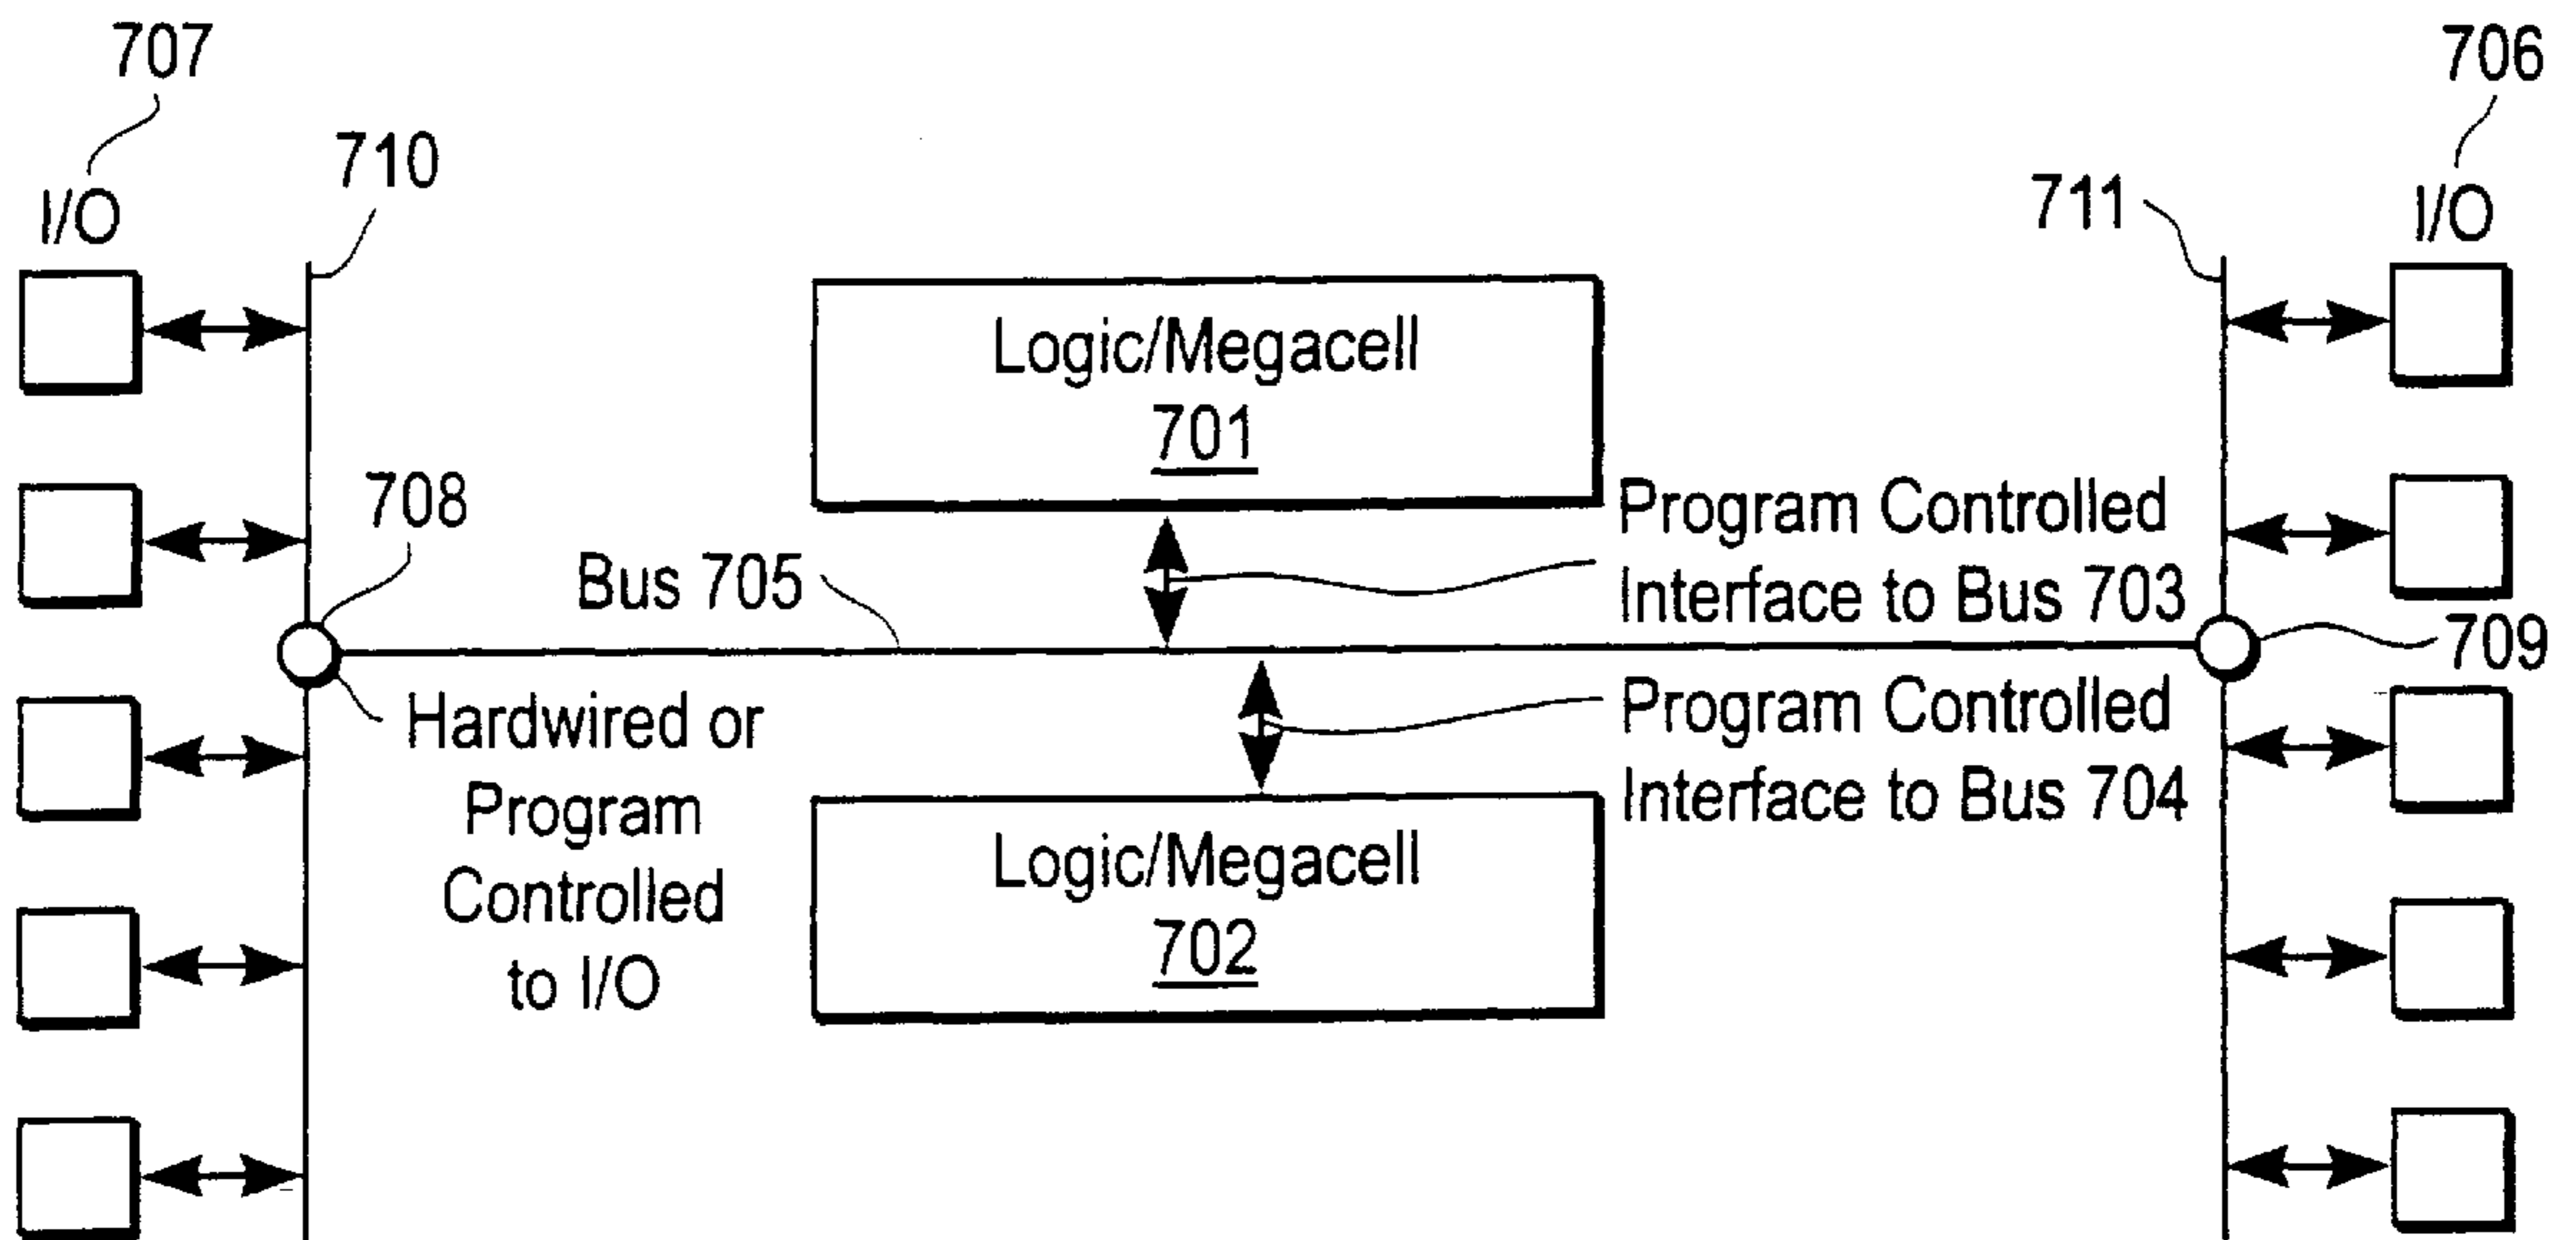 707
706
710
711
I/O
I/O
Logic/Megacell
701
708
Program Controlled
Interface to Bus 703
Bus 705
709
Hardwired or
Program
Controlled
to I/O
Program Controlled
Interface to Bus 704
Logic/Megacell
702